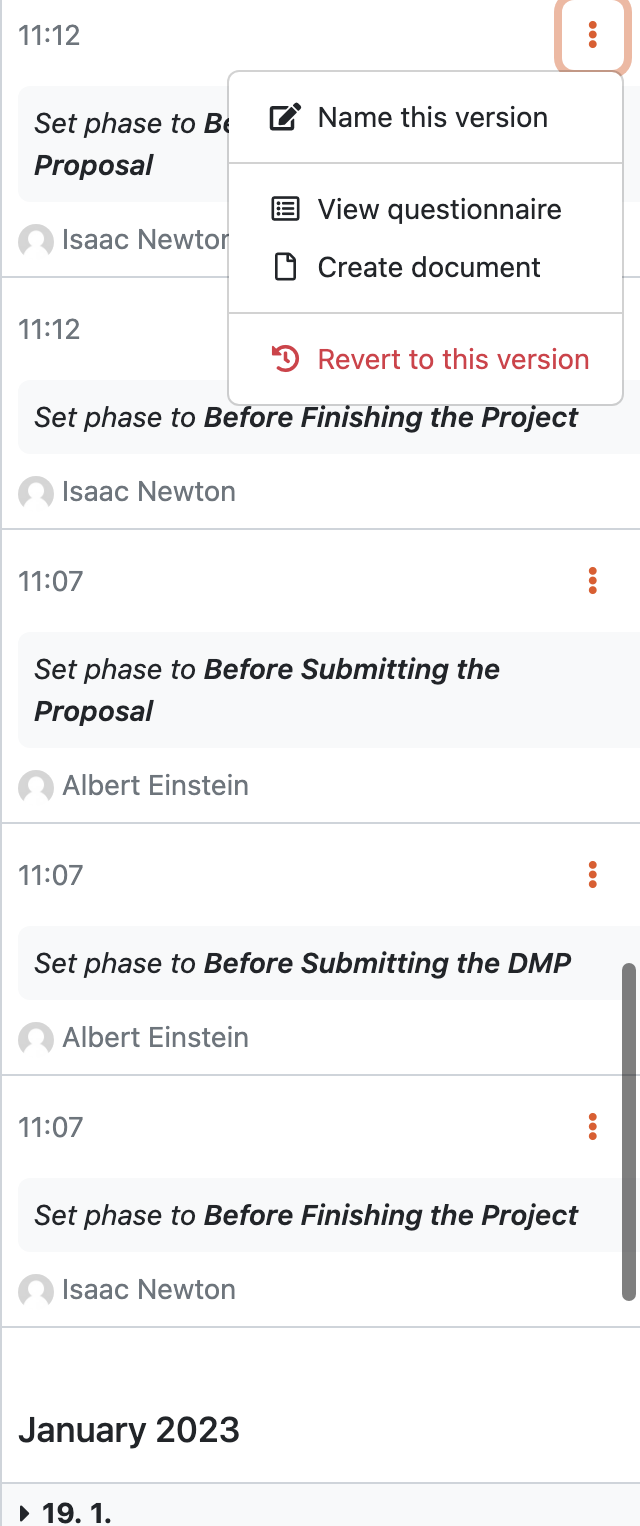 11:12
Set phase to
Proposal
Isaac Newton
Name this version
View questionnaire
Create document
Revert to this version
11:12
Set phase to Before Finishing the Project
Isaac Newton
11:07
Set phase to Before Submitting the
Proposal
Albert Einstein
11:07
Set phase to Before Submitting the DMP
Albert Einstein
11:07
Set phase to Before Finishing the Project
Isaac Newton
January 2023
19. 1.